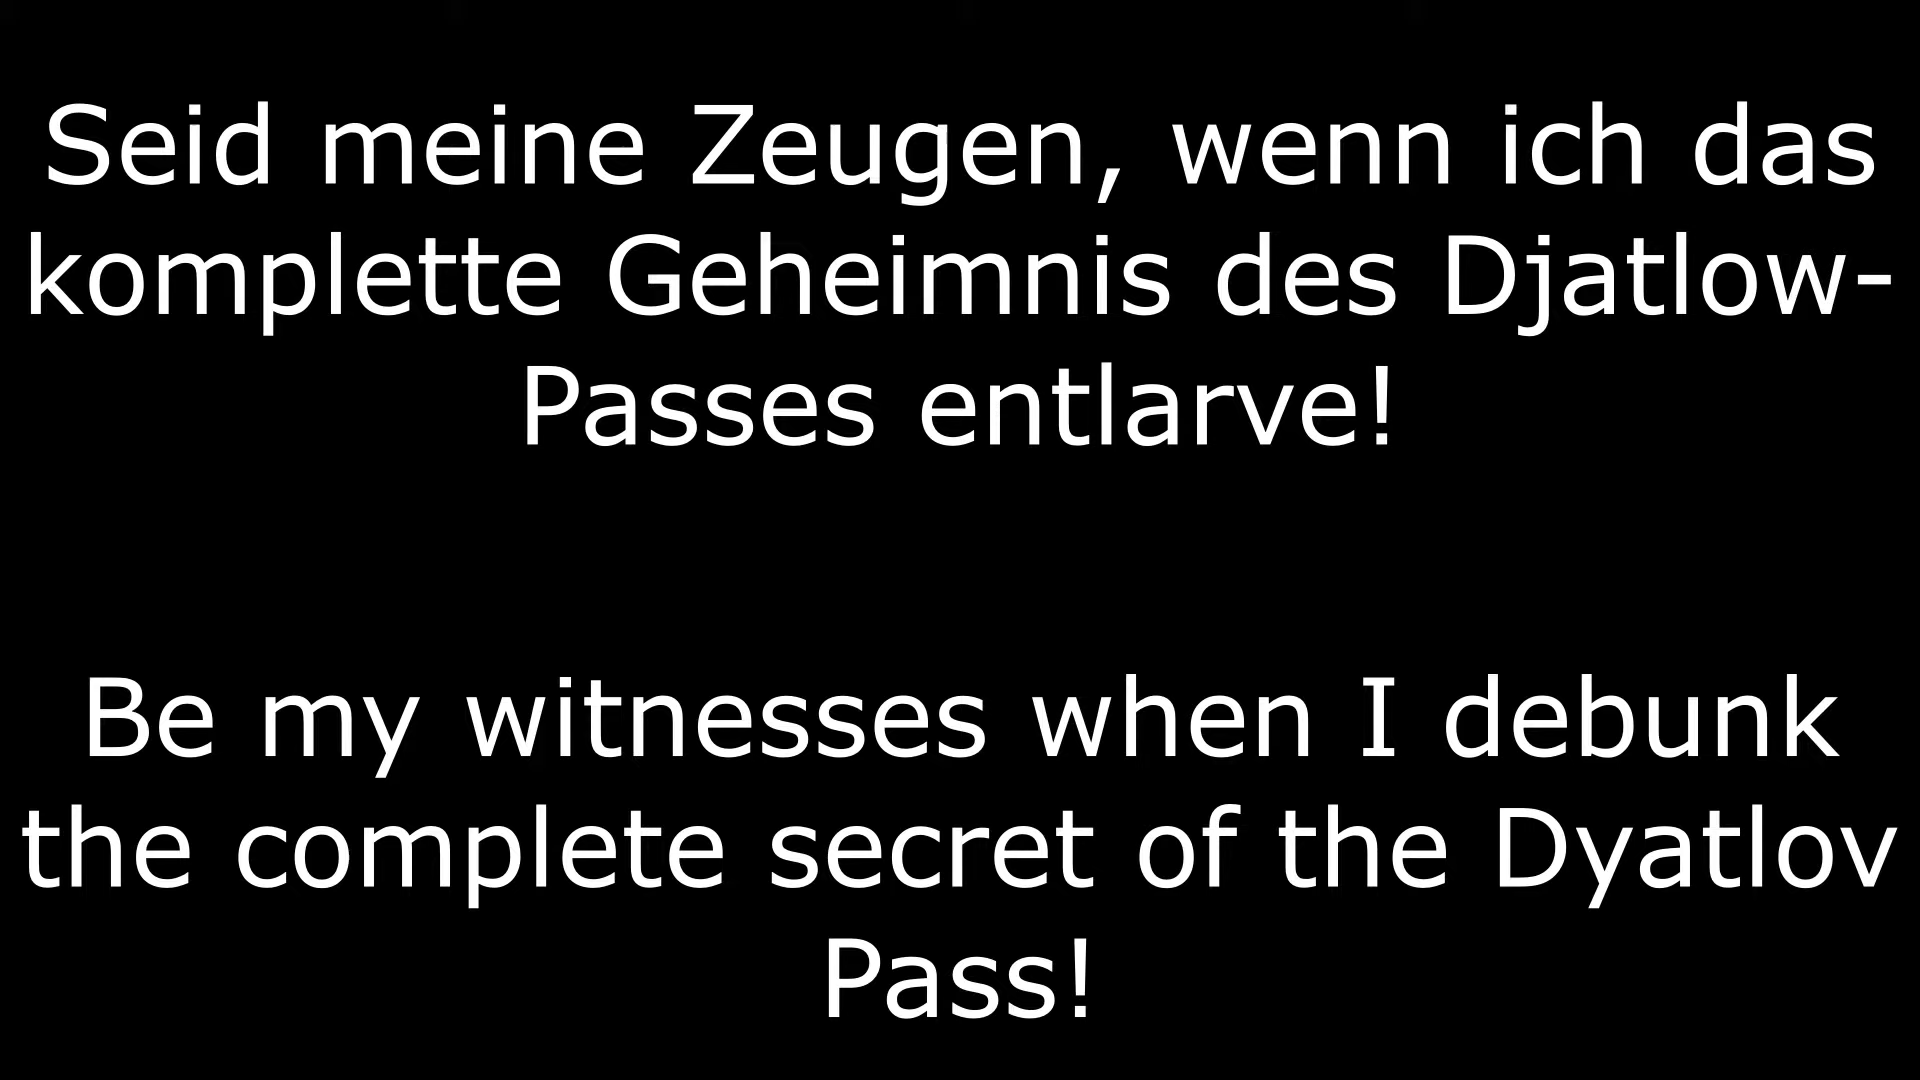 Seid meine Zeugen, wenn ich das
komplette Geheimnis des Djatlow-
Passes entlarve!
Be my witnesses when I debunk
the complete secret of the Dyatlov
Pass!